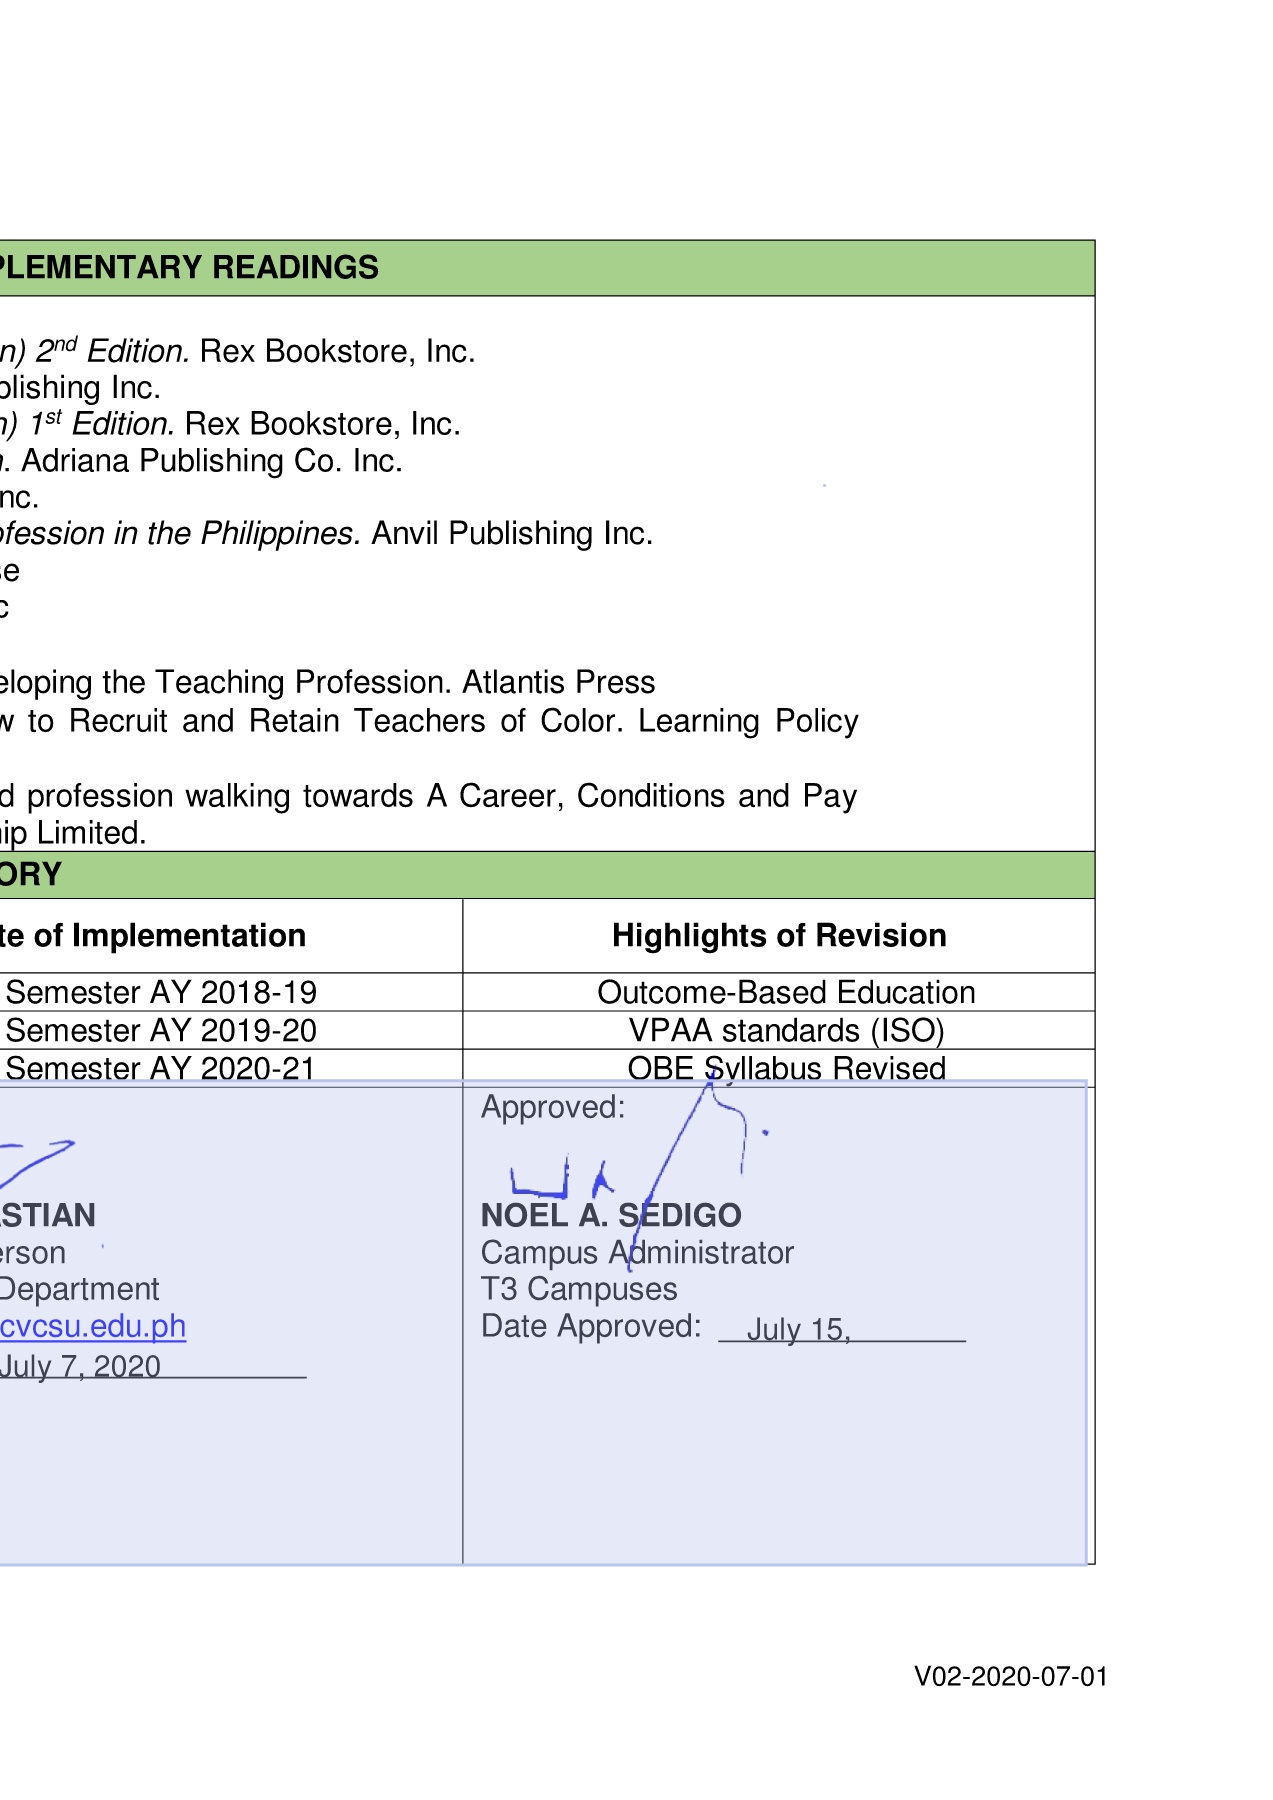 PLEMENTARY READINGS
n) 2nd Edition. Rex Bookstore, Inc.
blishing Inc.
n) 1st Edition. Rex Bookstore, Inc.
n. Adriana Publishing Co. Inc.
nc.
ofession in the Philippines. Anvil Publishing Inc.
se
c
eloping the Teaching Profession. Atlantis Press
w to Recruit and Retain Teachers of Color. Learning Policy
d profession walking towards A Career, Conditions and Pay
hip Limited.
ORY
te of Implementation Highlights of Revision
Semester AY 2018-19 Outcome-Based Education
Semester AY 2019-20 VPAA standards (ISO)
Semester AY 2020-21 OBE Syllabus Revised
Approved:
ASTIAN NOEL A. SEDIGO
erson Campus Administrator
Department T3 Campuses
cvcsu.edu.ph Date Approved: July 15,
July 7, 2020
V02-2020-07-01